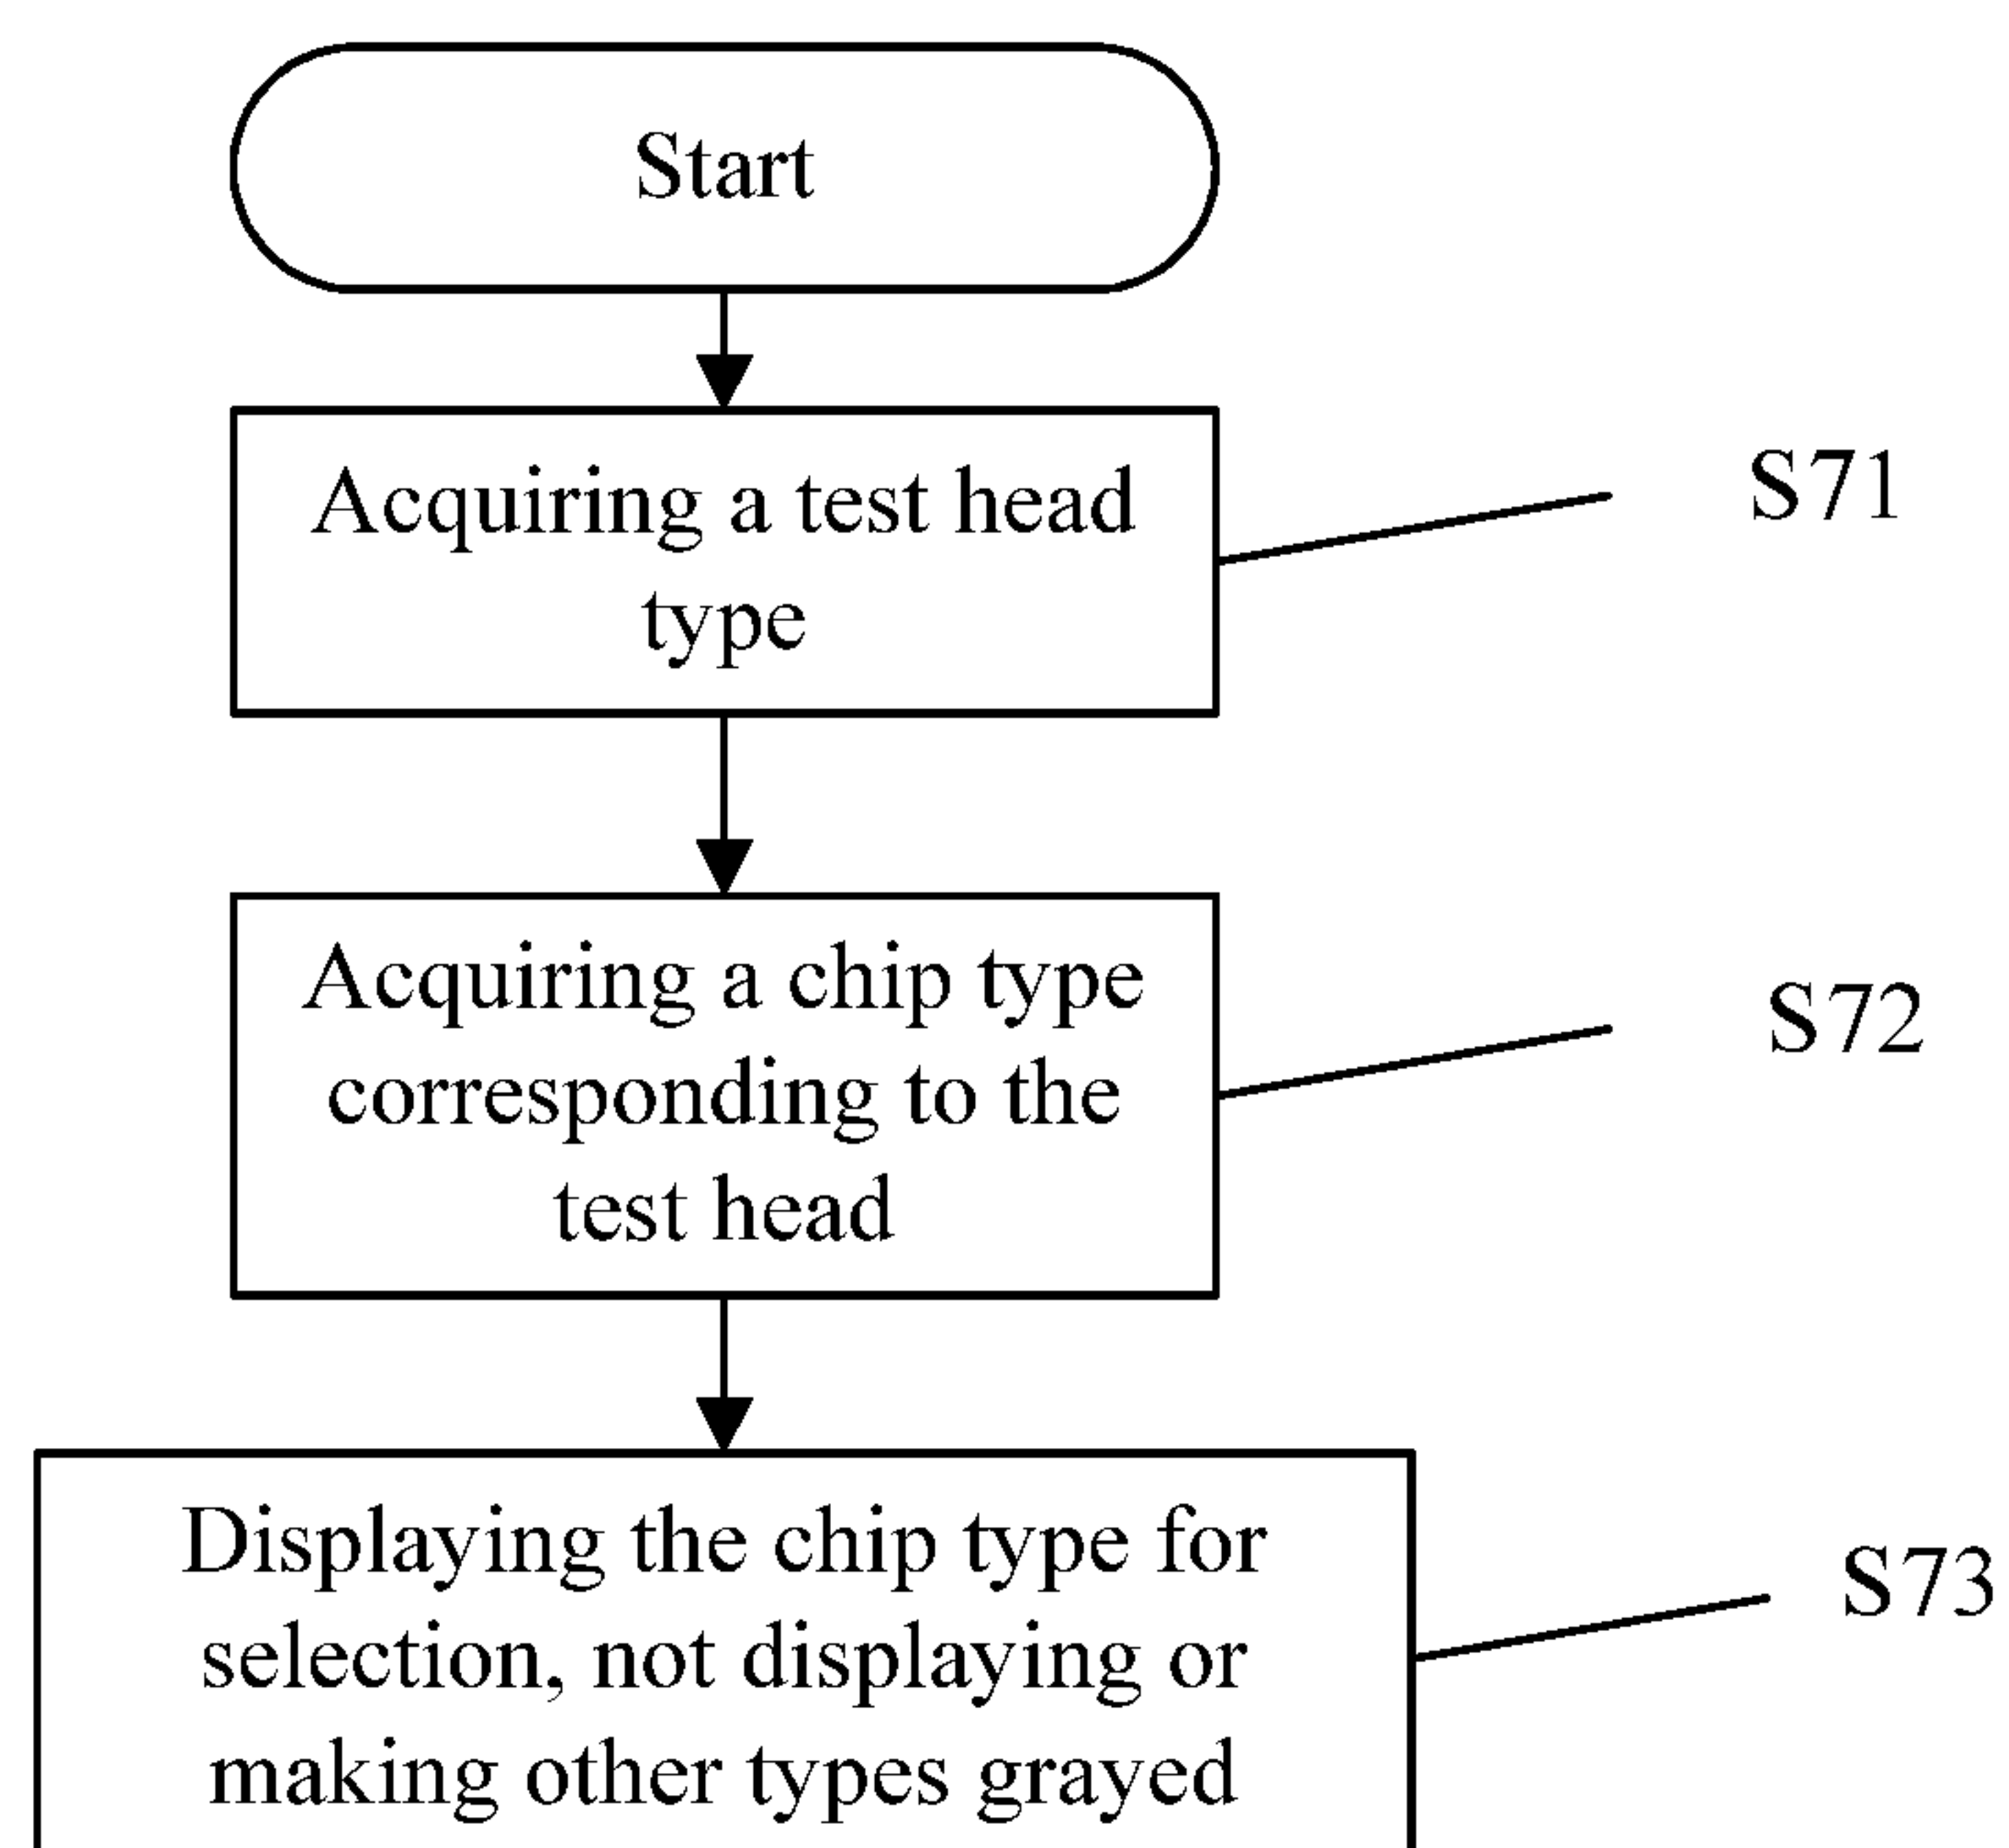 Start
Acquiring a test head
type
S71
Acquiring a chip type
corresponding to the
test head
S72
Displaying the chip type for
selection, not displaying or
making other types grayed
S73